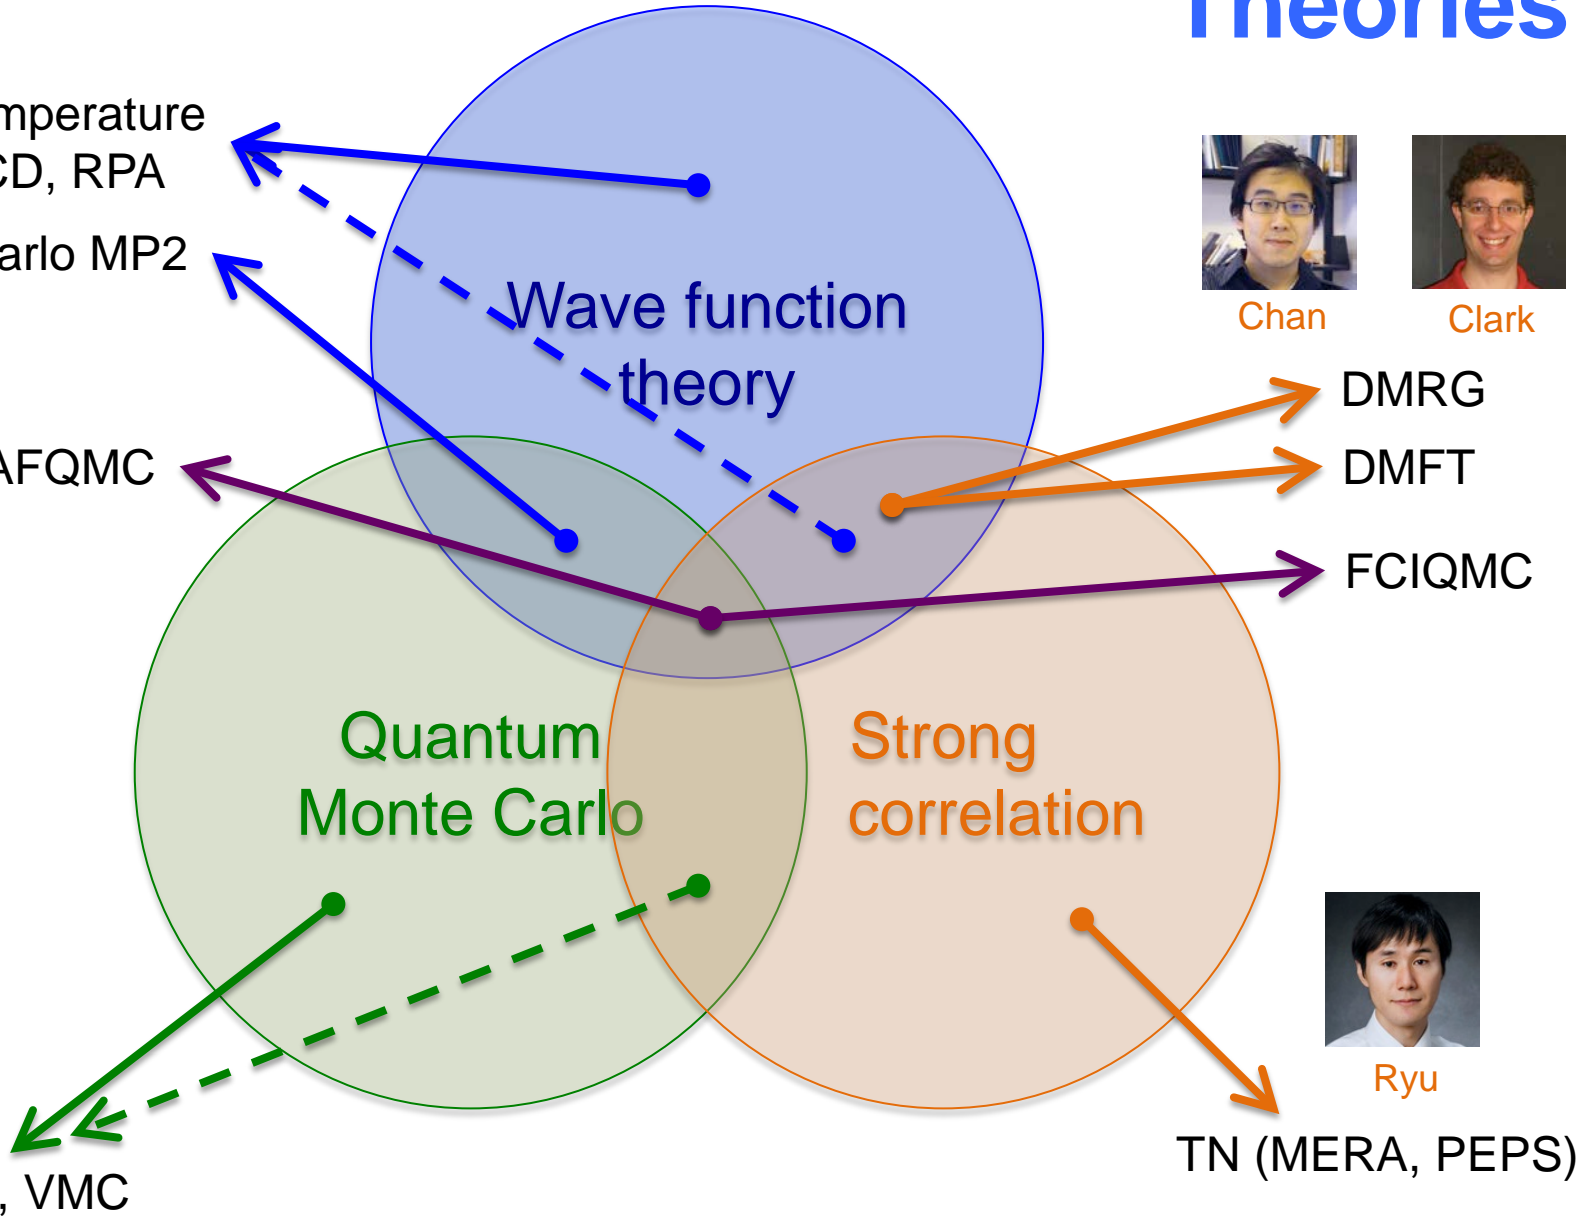 Theories
mperature
CD, RPA
arlo MP2
Wave function
theory
Chan
Clark
DMRG
DMFT
AFQMC
FCIQMC
Quantum
Monte Carlo
Strong
correlation
Ryu
TN (MERA, PEPS)
, VMC